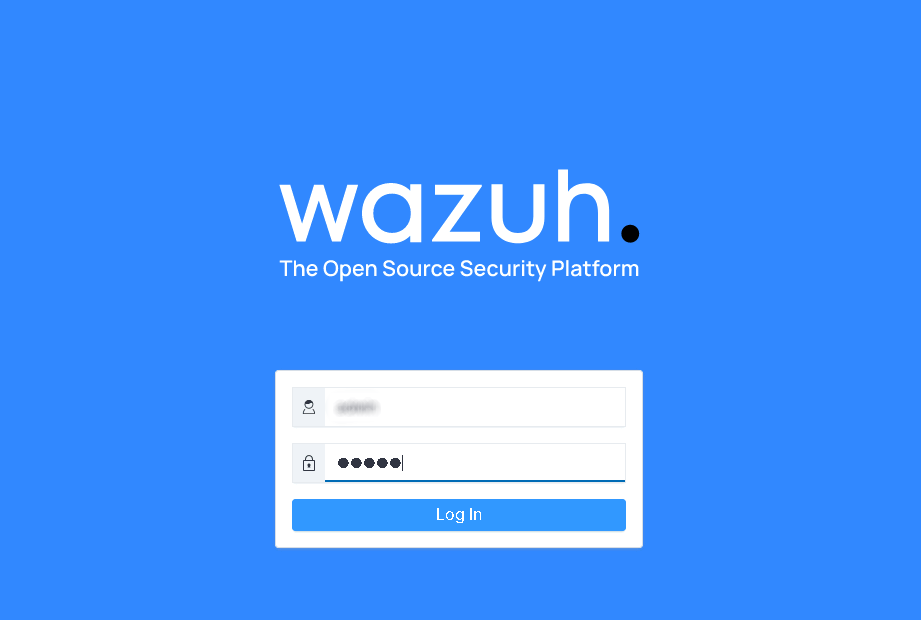 wazuh.
The Open Source Security Platform
●●●●●
Log In